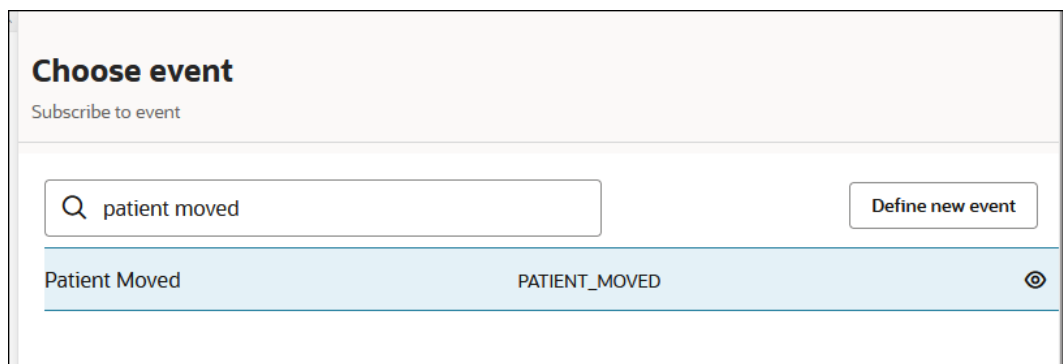 Choose event
Subscribe to event
patient moved
Define new event
Patient Moved PATIENT_MOVED